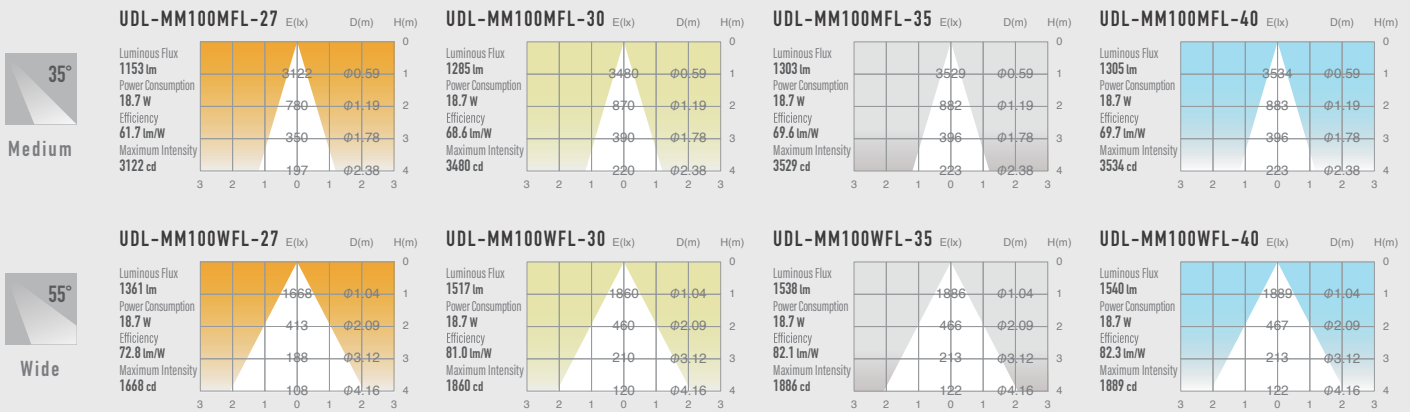 35°
Medium
UDL-MM100MFL-27 E(lx) D(m) H(m)
Luminous Flux
1153 lm
Power Consumption
18.7 W
Efficiency
61.7 lm/W
Maximum Intensity
3122 cd
0
3122 Φ0.59 1
780 Φ1.19 2
350 Φ1.78 3
197 Φ2.38 4
3 2 1 0 1 2 3
UDL-MM100MFL-30 E(lx) D(m) H(m)
Luminous Flux
1285 lm
Power Consumption
18.7 W
Efficiency
68.6 lm/W
Maximum Intensity
3480 cd
0
3480 Φ0.59 1
870 Φ1.19 2
390 Φ1.78 3
220 Φ2.38 4
3 2 1 0 1 2 3
UDL-MM100MFL-35 E(lx) D(m) H(m)
Luminous Flux
1303 lm
Power Consumption
18.7 W
Efficiency
69.6 lm/W
Maximum Intensity
3529 cd
0
3529 Φ0.59 1
882 Φ1.19 2
396 Φ1.78 3
223 Φ2.38 4
3 2 1 0 1 2 3
UDL-MM100MFL-40 E(lx) D(m) H(m)
Luminous Flux
1305 lm
Power Consumption
18.7 W
Efficiency
69.7 lm/W
Maximum Intensity
3534 cd
0
3534 Φ0.59 1
883 Φ1.19 2
396 Φ1.78 3
223 Φ2.38 4
3 2 1 0 1 2 3
55°
Wide
UDL-MM100WFL-27 E(lx) D(m) H(m)
Luminous Flux
1361 lm
Power Consumption
18.7 W
Efficiency
72.8 lm/W
Maximum Intensity
1668 cd
0
1668 Φ1.04 1
413 Φ2.09 2
188 Φ3.12 3
108 Φ4.16 4
3 2 1 0 1 2 3
UDL-MM100WFL-30 E(lx) D(m) H(m)
Luminous Flux
1517 lm
Power Consumption
18.7 W
Efficiency
81.0 lm/W
Maximum Intensity
1860 cd
0
1860 Φ1.04 1
460 Φ2.09 2
210 Φ3.12 3
120 Φ4.16 4
3 2 1 0 1 2 3
UDL-MM100WFL-35 E(lx) D(m) H(m)
Luminous Flux
1538 lm
Power Consumption
18.7 W
Efficiency
82.1 lm/W
Maximum Intensity
1886 cd
0
1886 Φ1.04 1
466 Φ2.09 2
213 Φ3.12 3
122 Φ4.16 4
3 2 1 0 1 2 3
UDL-MM100WFL-40 E(lx) D(m) H(m)
Luminous Flux
1540 lm
Power Consumption
18.7 W
Efficiency
82.3 lm/W
Maximum Intensity
1889 cd
0
1889 Φ1.04 1
467 Φ2.09 2
213 Φ3.12 3
122 Φ4.16 4
3 2 1 0 1 2 3